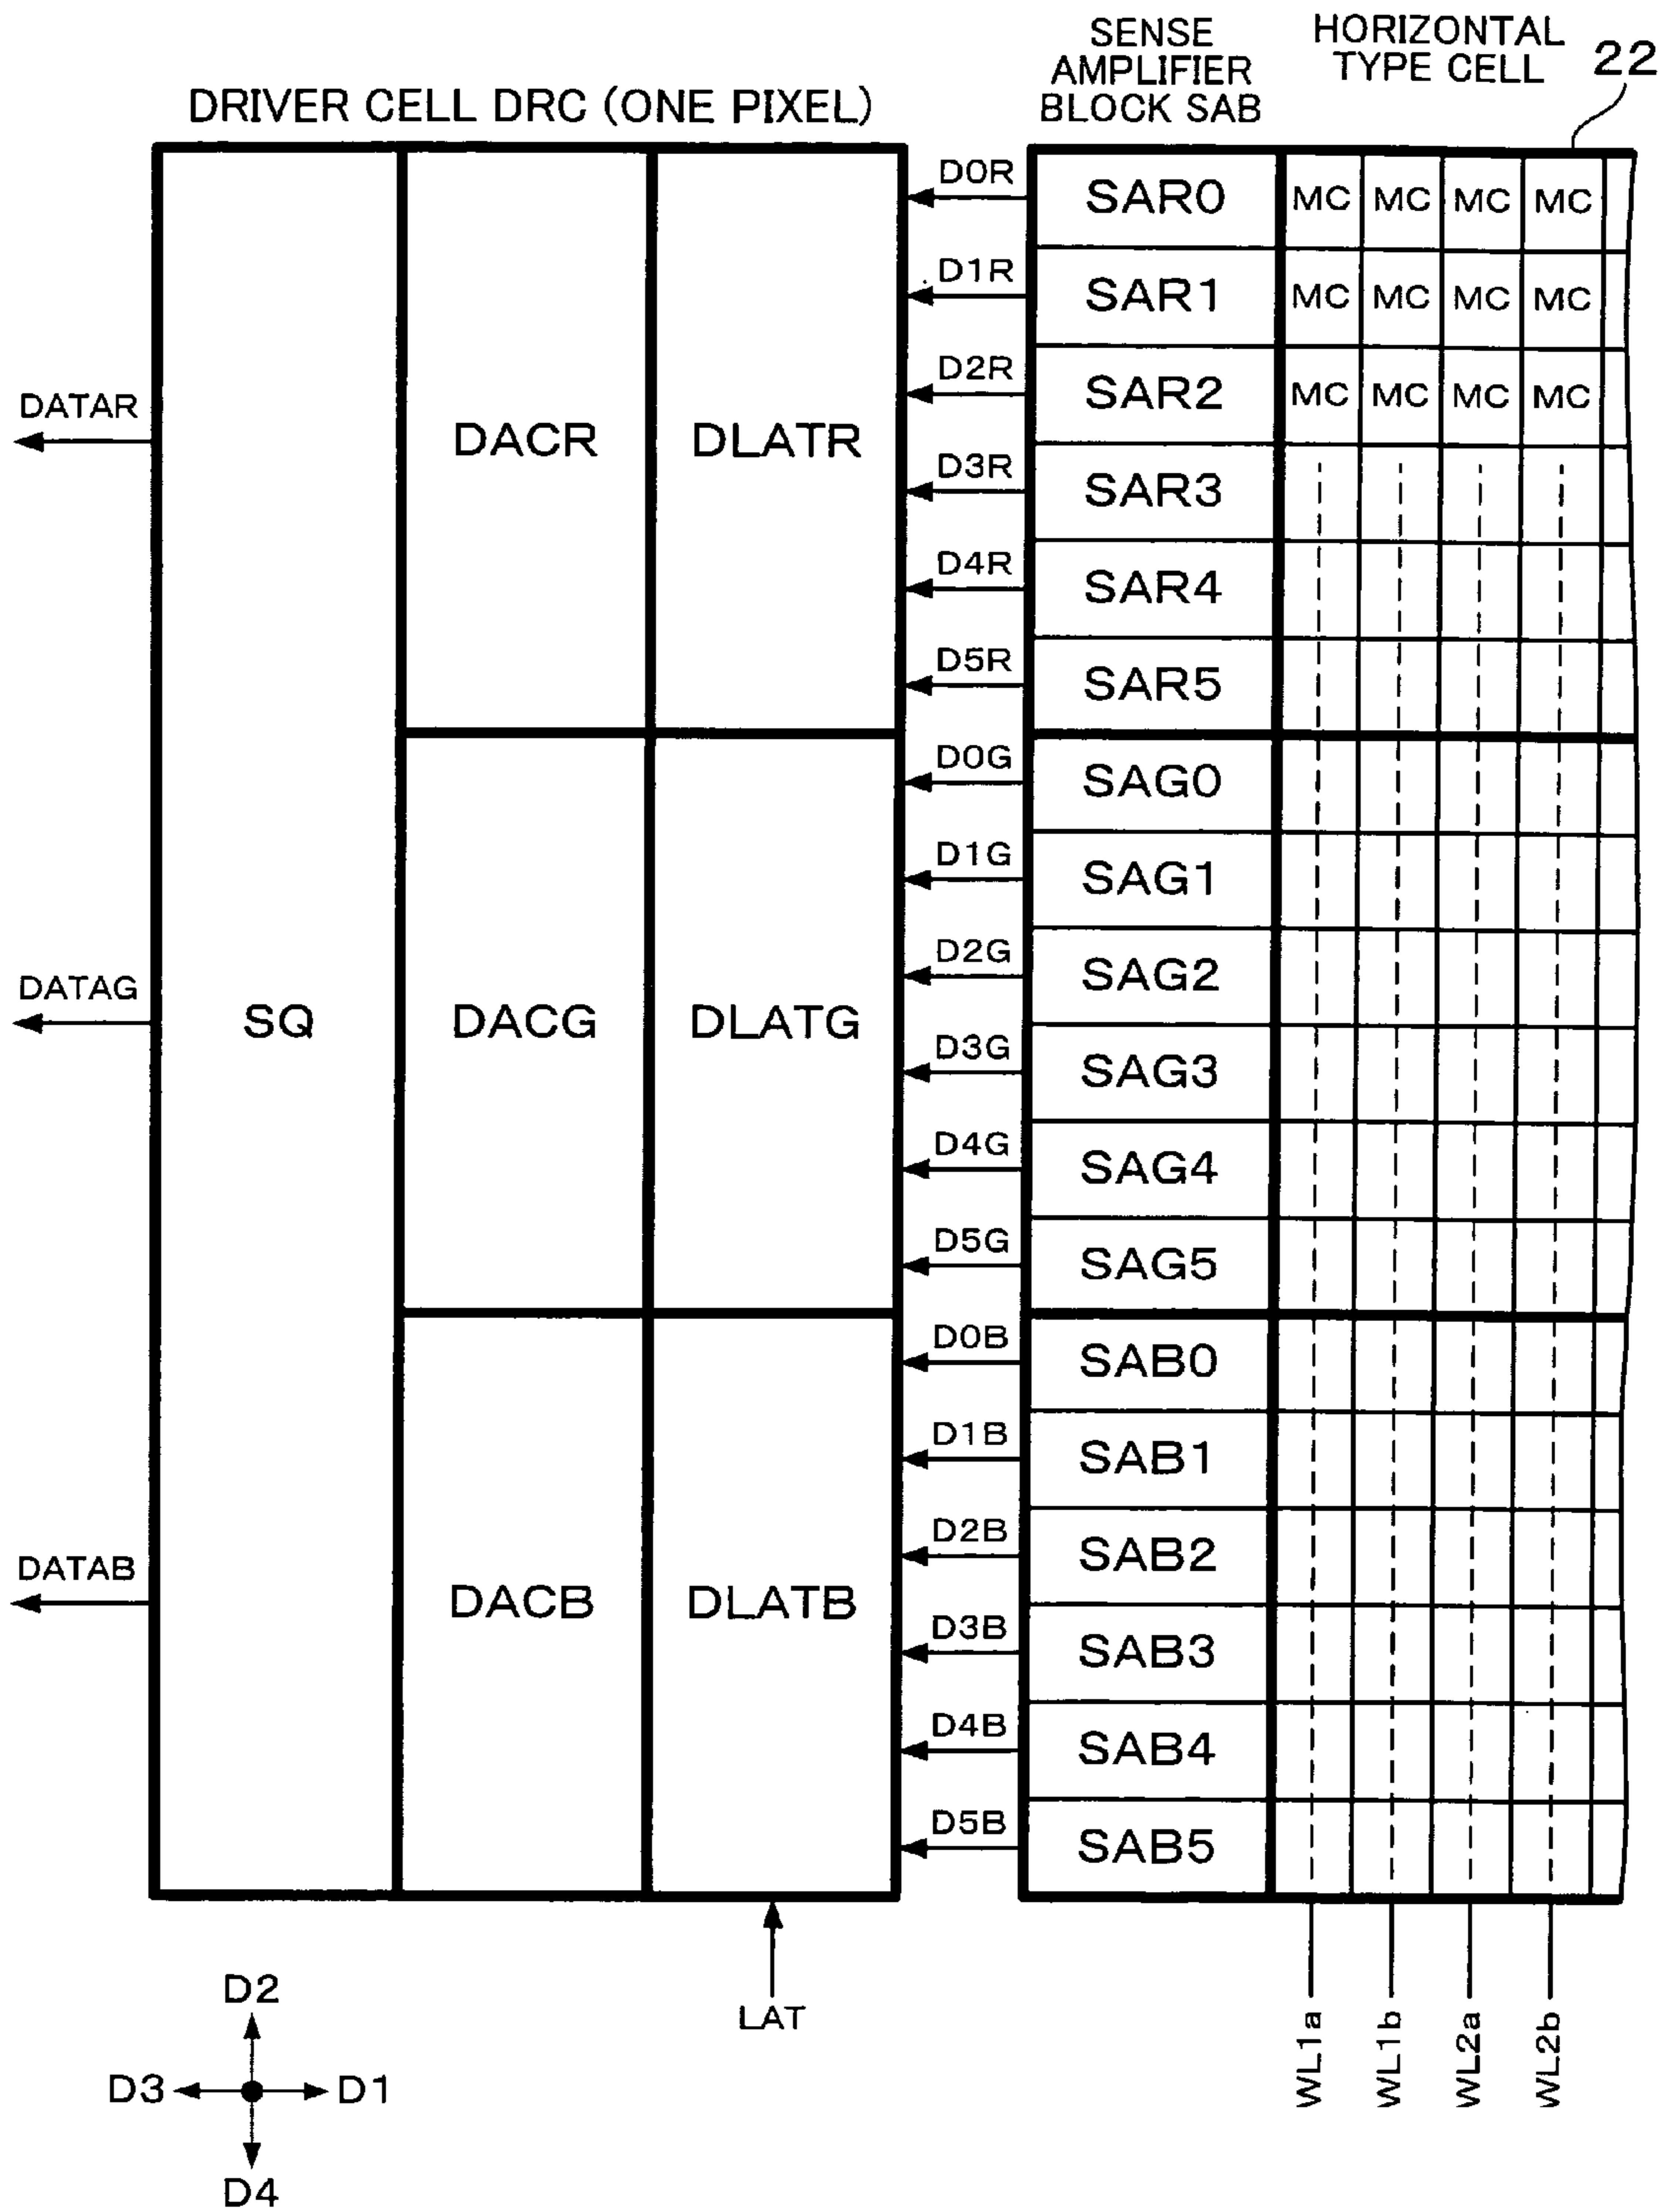 SENSE
AMPLIFIER
BLOCK SAB
HORIZONTAL
TYPE CELL
22
DRIVER CELL DRC (ONE PIXEL)
D0R
SAR0
MC MC MC MC
D1R
SAR1
MC MC MC MC
D2R
SAR2
MC MC MC MC
DATAR
DACR
DLATR
D3R
SAR3
D4R
SAR4
D5R
SAR5
D0G
SAG0
D1G
SAG1
D2G
SAG2
DATAG
SQ
DACG
DLATG
D3G
SAG3
D4G
SAG4
D5G
SAG5
D0B
SAB0
D1B
SAB1
D2B
SAB2
DATAB
DACB
DLATB
D3B
SAB3
D4B
SAB4
D5B
SAB5
LAT
WL1a
WL1b
WL2a
WL2b
D2
D3
D1
D4